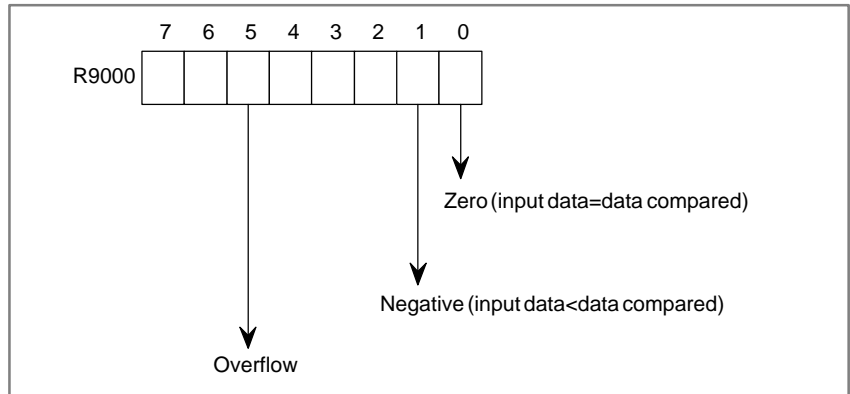 7 6 5 4 3 2 1 0
R9000
Zero (input data=data compared)
Negative (input data<data compared)
Overflow